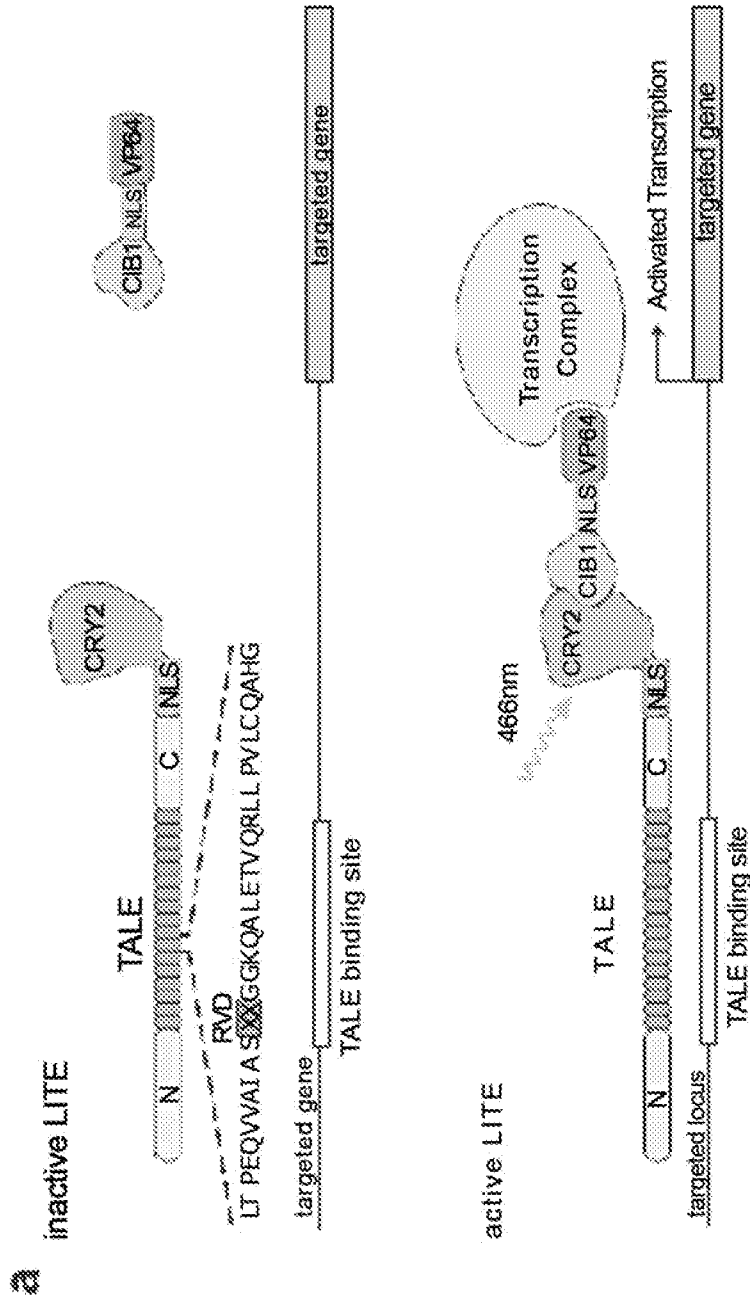 a
inactive LITE
TALE
N
C
NLS
CRY2
CIB1 NLS VP64
RVD
LT PEQVVAI A SXXGGKQALETVQRLL PVLCQAHG
targeted gene
TALE binding site
targeted gene
active LITE
466nm
TALE
N
C
NLS
CRY2
CIB1 NLS VP64
Transcription
Complex
Activated Transcription
targeted locus
TALE binding site
targeted gene